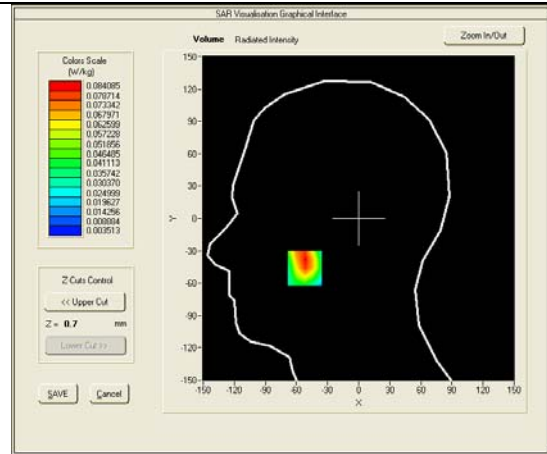 SAR Visualisation Graphical Interface
Volume Radiated Intensity
Zoom In/Out
Colors Scale
(W/kg)
0.084085
0.078714
0.073342
0.067971
0.062599
0.057228
0.051856
0.046485
0.041113
0.035742
0.030370
0.024999
0.019627
0.014256
0.008884
0.003513
Z Cuts Control
<< Upper Cut
Z = 0.7 mm
Lower Cut >>
SAVE Cancel
150
120
90
60
30
0
-30
-60
-90
-120
-150
Y
-150 -120 -90 -60 -30 0 30 60 90 120 150
X